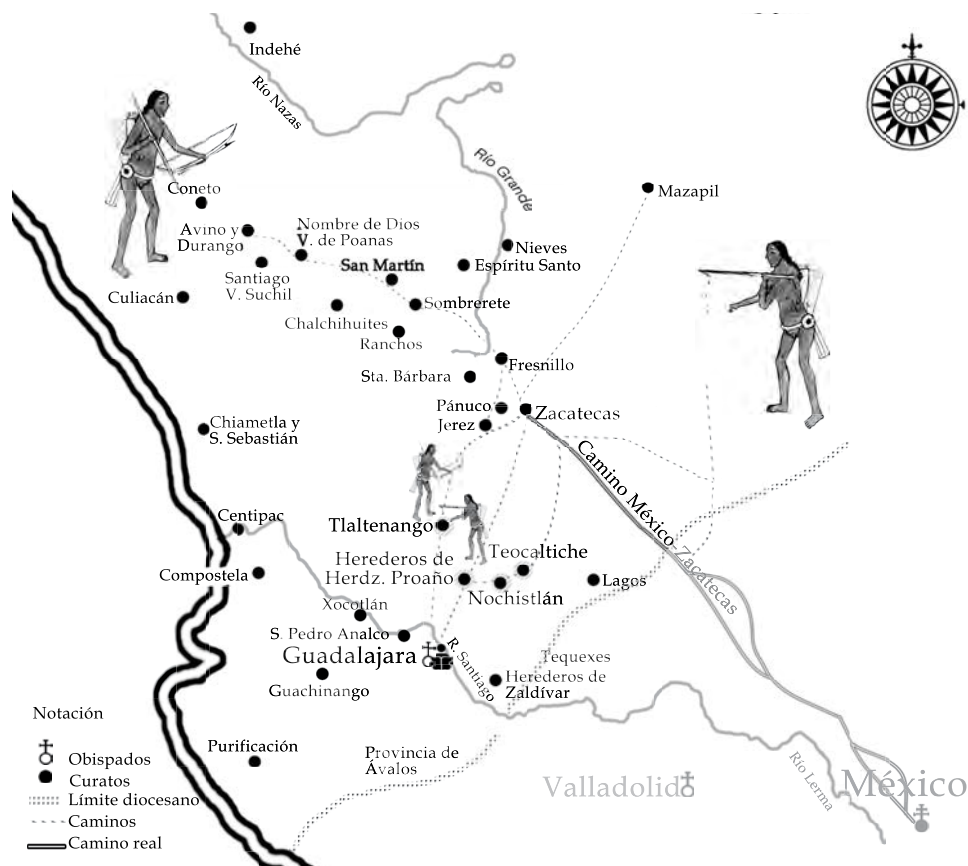 Indehé
Río Nazas
Río Grande
Coneto
Mazapil
Avino y
Durango
Nombre de Dios
V. de Poanas
Nieves
San Martín
Espíritu Santo
Santiago
V. Suchil
Culiacán
Sombrerete
Chalchihuites
Ranchos
Fresnillo
Sta. Bárbara
Pánuco
Zacatecas
Jerez
Chiametla y
S. Sebastián
Camino México-Zacatecas
Centipac
Tlaltenango
Teocaltiche
Herederos de
Herdz. Proaño
Compostela
Lagos
Nochistlán
Xocotlán
S. Pedro Analco
Guadalajara
R. Santiago
Tequexes
Herederos de
Zaldívar
Guachinango
Notación
Purificación
Provincia de
Ávalos
Obispados
Curatos
Límite diocesano
Caminos
Camino real
Valladolid
Río Lerma
México